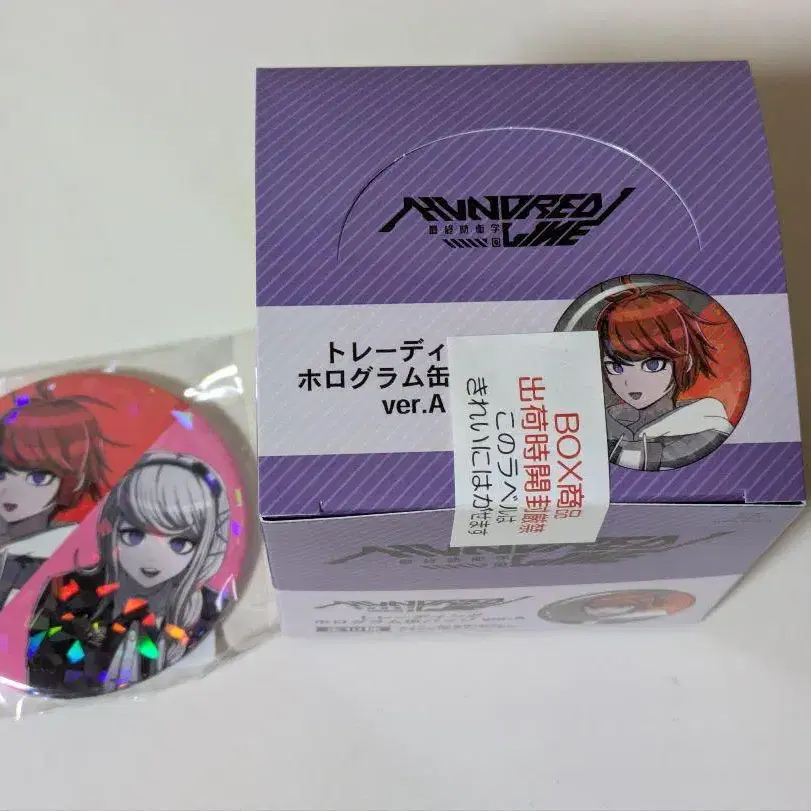 HUNDRED LINE
最終防衛学園
トレーディ
ホログラム缶
ver.A
BOX商品
出荷時開封厳禁
このラベルは
きれいにはがせます